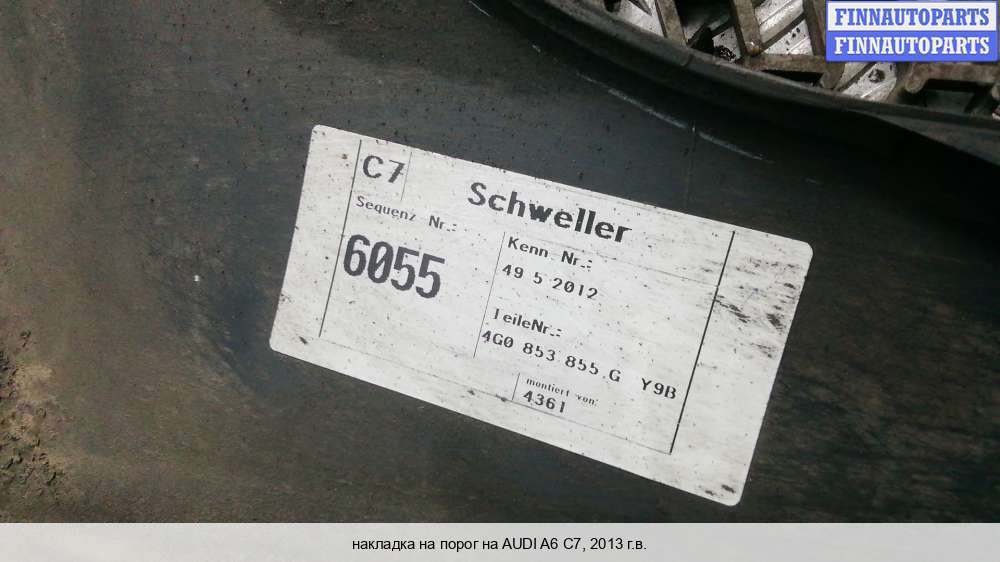 FINNAUTOPARTS
FINNAUTOPARTS
C7 Schweller
Sequenz Nr.:
6055
Kenn Nr.:
49 5 2012
TeileNr.:
4G0 853 855 G Y9B
montiert von:
4361
накладка на порог на AUDI A6 C7, 2013 г.в.